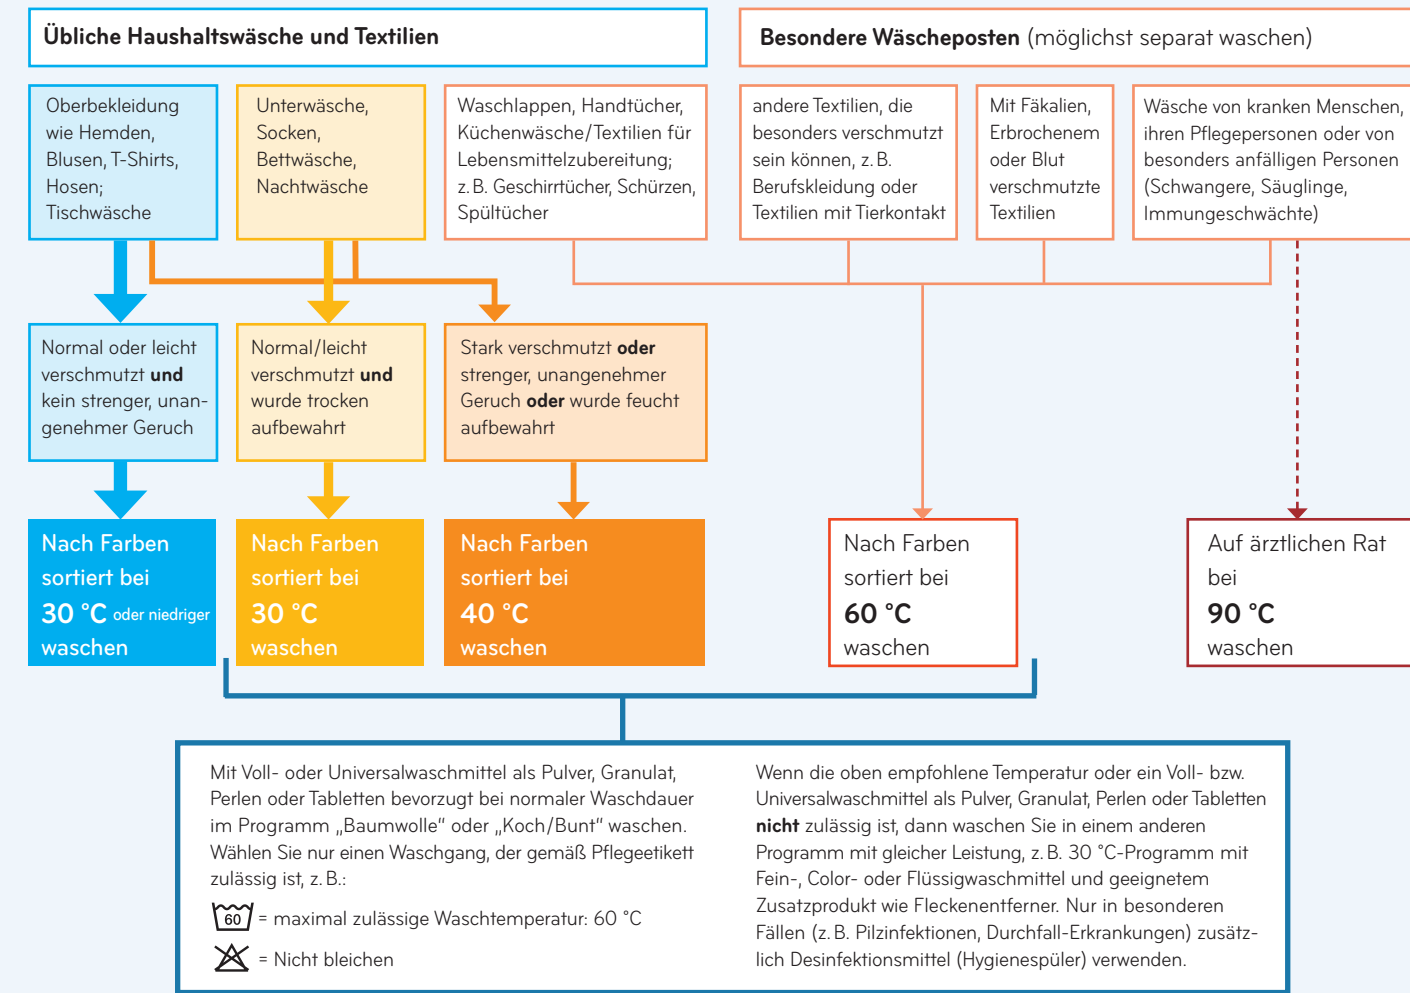 Übliche Haushaltswäsche und Textilien
Besondere Wäscheposten (möglichst separat waschen)
Oberbekleidung
wie Hemden,
Blusen, T-Shirts,
Hosen;
Tischwäsche
Unterwäsche,
Socken,
Bettwäsche,
Nachtwäsche
Waschlappen, Handtücher,
Küchenwäsche/Textilien für
Lebensmittelzubereitung;
z. B. Geschirrtücher, Schürzen,
Spültücher
andere Textilien, die
besonders verschmutzt
sein können, z. B.
Berufskleidung oder
Textilien mit Tierkontakt
Mit Fäkalien,
Erbrochenem
oder Blut
verschmutzte
Textilien
Wäsche von kranken Menschen,
ihren Pflegepersonen oder von
besonders anfälligen Personen
(Schwangere, Säuglinge,
Immungeschwächte)
Normal oder leicht
verschmutzt und
kein strenger, unan-
genehmer Geruch
Normal/leicht
verschmutzt und
wurde trocken
aufbewahrt
Stark verschmutzt oder
strenger, unangenehmer
Geruch oder wurde feucht
aufbewahrt
Nach Farben
sortiert bei
30 °C oder niedriger
waschen
Nach Farben
sortiert bei
30 °C
waschen
Nach Farben
sortiert bei
40 °C
waschen
Nach Farben
sortiert bei
60 °C
waschen
Auf ärztlichen Rat
bei
90 °C
waschen
Mit Voll- oder Universalwaschmittel als Pulver, Granulat,
Perlen oder Tabletten bevorzugt bei normaler Waschdauer
im Programm „Baumwolle“ oder „Koch/Bunt“ waschen.
Wählen Sie nur einen Waschgang, der gemäß Pflegeetikett
zulässig ist, z. B.:
60 = maximal zulässige Waschtemperatur: 60 °C
= Nicht bleichen
Wenn die oben empfohlene Temperatur oder ein Voll- bzw.
Universalwaschmittel als Pulver, Granulat, Perlen oder Tabletten
nicht zulässig ist, dann waschen Sie in einem anderen
Programm mit gleicher Leistung, z. B. 30 °C-Programm mit
Fein-, Color- oder Flüssigwaschmittel und geeignetem
Zusatzprodukt wie Fleckenentferner. Nur in besonderen
Fällen (z. B. Pilzinfektionen, Durchfall-Erkrankungen) zusätz-
lich Desinfektionsmittel (Hygienespüler) verwenden.